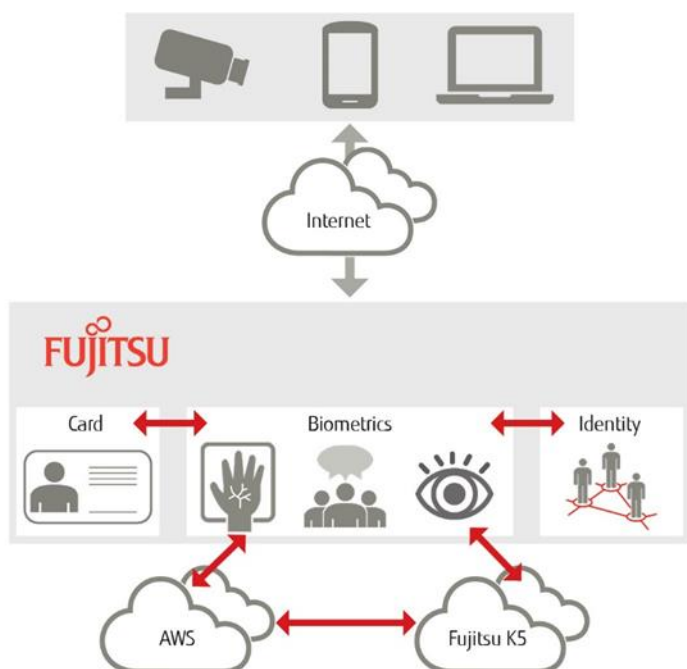 Internet
FUJITSU
Card
Biometrics
Identity
AWS
Fujitsu K5